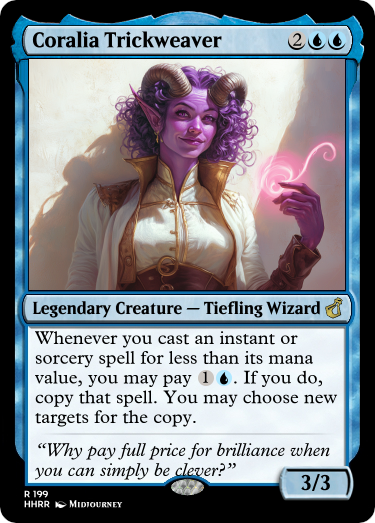 Coralia Trickweaver 2UU
Legendary Creature — Tiefling Wizard
Whenever you cast an instant or
sorcery spell for less than its mana
value, you may pay 1U. If you do,
copy that spell. You may choose new
targets for the copy.
“Why pay full price for brilliance when
you can simply be clever?”
3/3
R 199
HHRR Midjourney